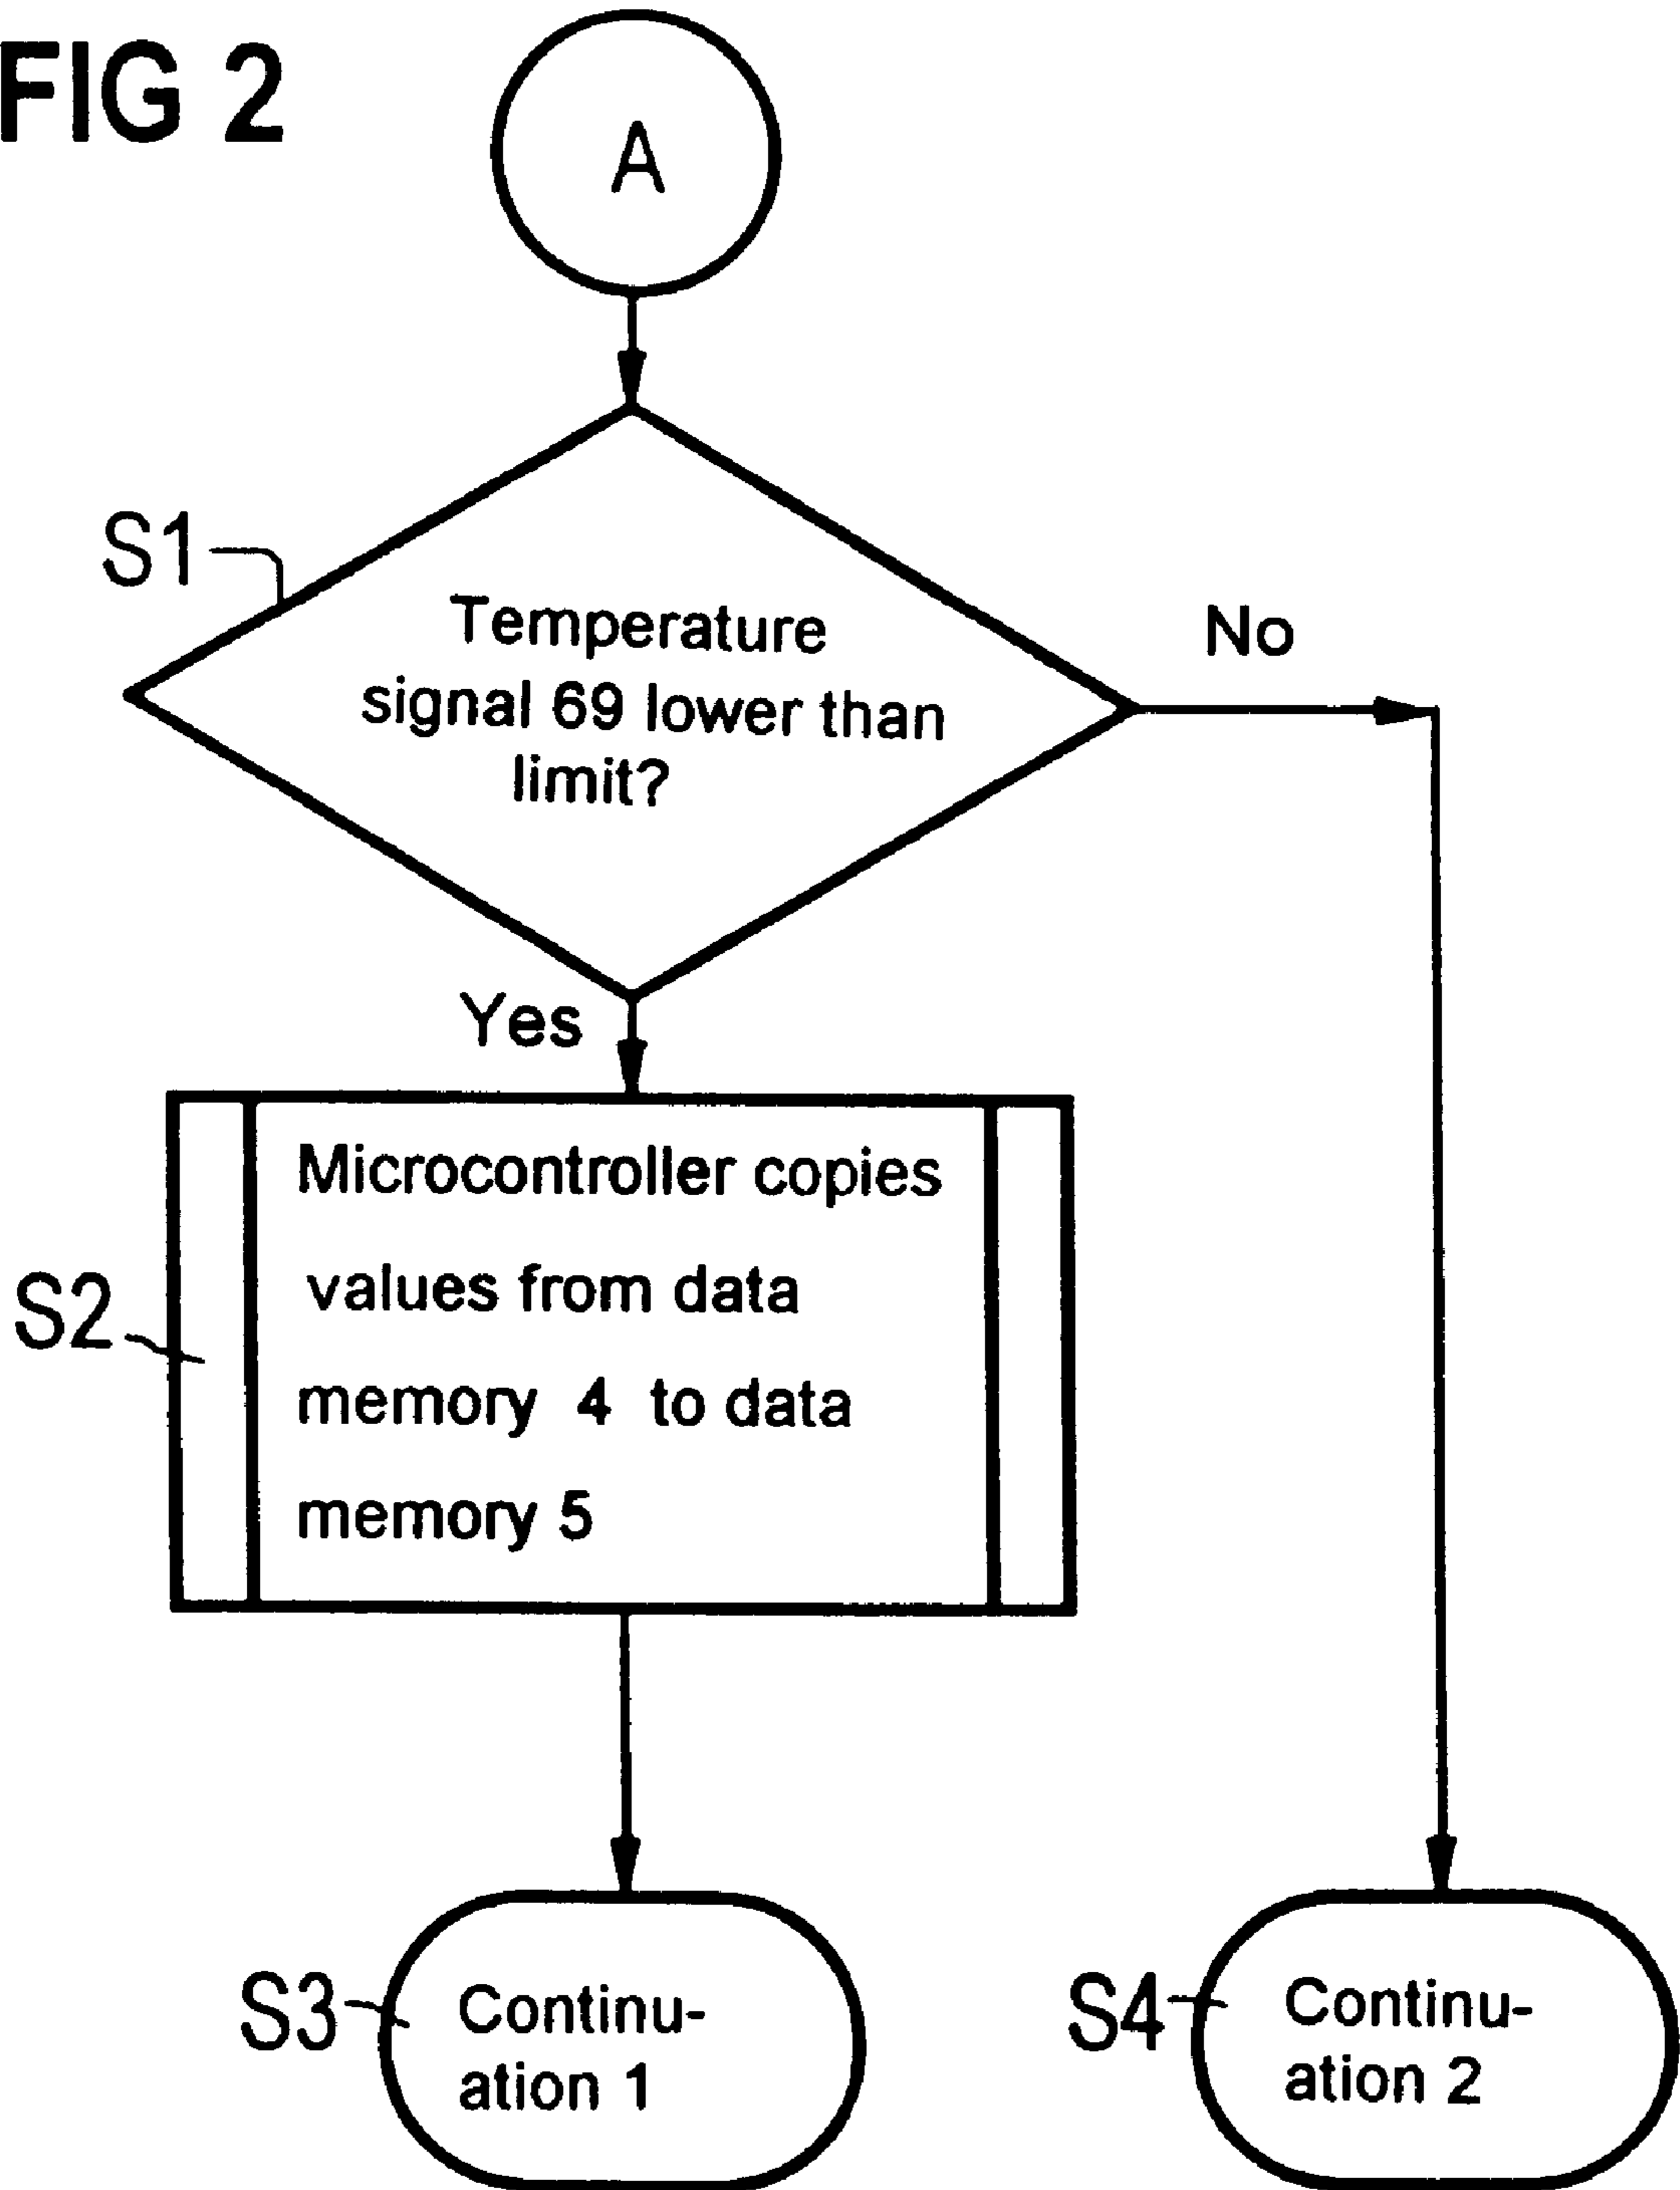 FIG 2
A
S1
Temperature
signal 69 lower than
limit?
No
Yes
S2
Microcontroller copies
values from data
memory 4 to data
memory 5
S3
Continu-
ation 1
S4
Continu-
ation 2